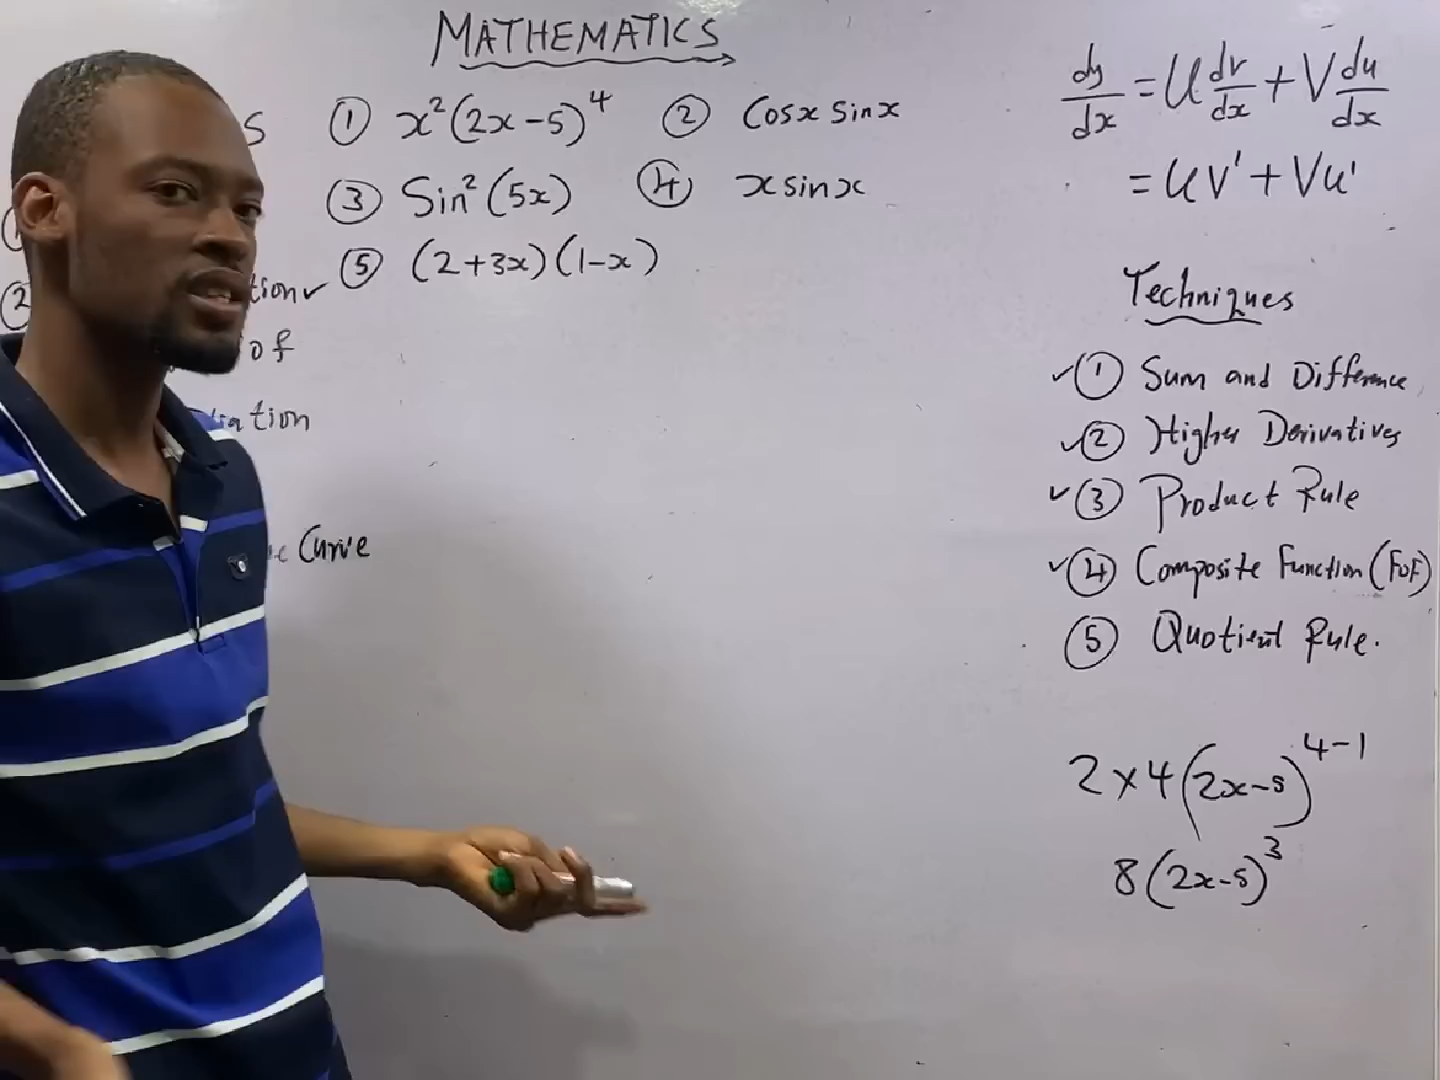 MATHEMATICS
① x²(2x-5)⁴ ② Cosx sinx
③ Sin²(5x) ④ x sinx
⑤ (2+3x)(1-x)
②
of
Curve
dy/dx = U dv/dx + V du/dx
= UV' + Vu'
Techniques
✓① Sum and Difference
✓② Higher Derivatives
✓③ Product Rule
✓④ Composite Function (FOF)
⑤ Quotient Rule.
2×4(2x-5)⁴⁻¹
8(2x-5)³